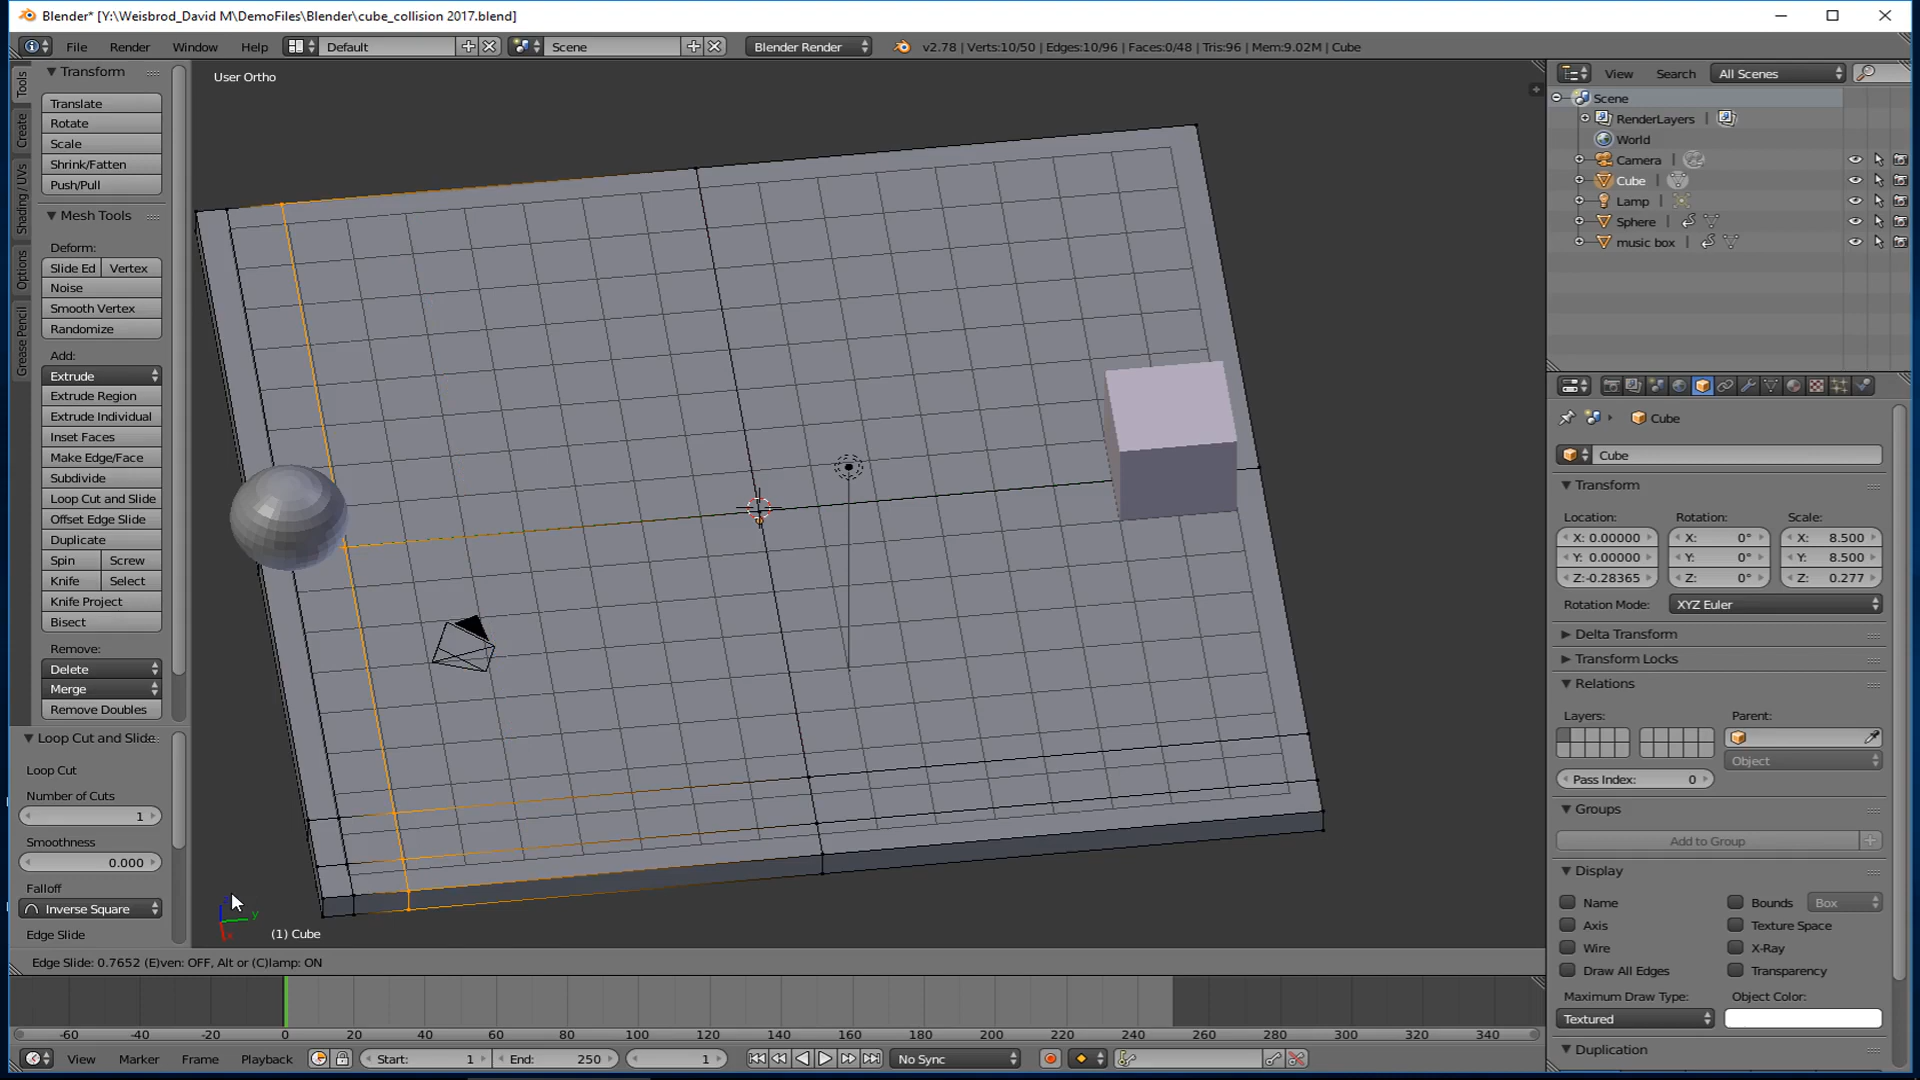 Blender* [Y:\Weisbrod_David M\DemoFiles\Blender\cube_collision 2017.blend]
File Render Window Help Default Scene Blender Render v2.78 | Verts:10/50 | Edges:10/96 | Faces:0/48 | Tris:96 | Mem:9.02M | Cube
Tools
Create
Shading / UVs
Options
Grease Pencil
Transform
Translate
Rotate
Scale
Shrink/Fatten
Push/Pull
Mesh Tools
Deform:
Slide Ed Vertex
Noise
Smooth Vertex
Randomize
Add:
Extrude
Extrude Region
Extrude Individual
Inset Faces
Make Edge/Face
Subdivide
Loop Cut and Slide
Offset Edge Slide
Duplicate
Spin Screw
Knife Select
Knife Project
Bisect
Remove:
Delete
Merge
Remove Doubles
Loop Cut and Slide
Loop Cut
Number of Cuts
1
Smoothness
0.000
Falloff
Inverse Square
Edge Slide
User Ortho
y
(1) Cube
Edge Slide: 0.7652 (E)ven: OFF, Alt or (C)lamp: ON
-60 -40 -20 0 20 40 60 80 100 120 140 160 180 200 220 240 260 280 300 320 340
View Marker Frame Playback Start: 1 End: 250 1 No Sync
View Search All Scenes
Scene
RenderLayers |
World
Camera |
Cube |
Lamp |
Sphere |
music box |
Cube
Cube
Transform
Location: Rotation: Scale:
X: 0.00000 X: 0° X: 8.500
Y: 0.00000 Y: 0° Y: 8.500
Z:-0.28365 Z: 0° Z: 0.277
Rotation Mode: XYZ Euler
Delta Transform
Transform Locks
Relations
Layers: Parent:
Object
Pass Index: 0
Groups
Add to Group
Display
Name Bounds Box
Axis Texture Space
Wire X-Ray
Draw All Edges Transparency
Maximum Draw Type: Object Color:
Textured
Duplication